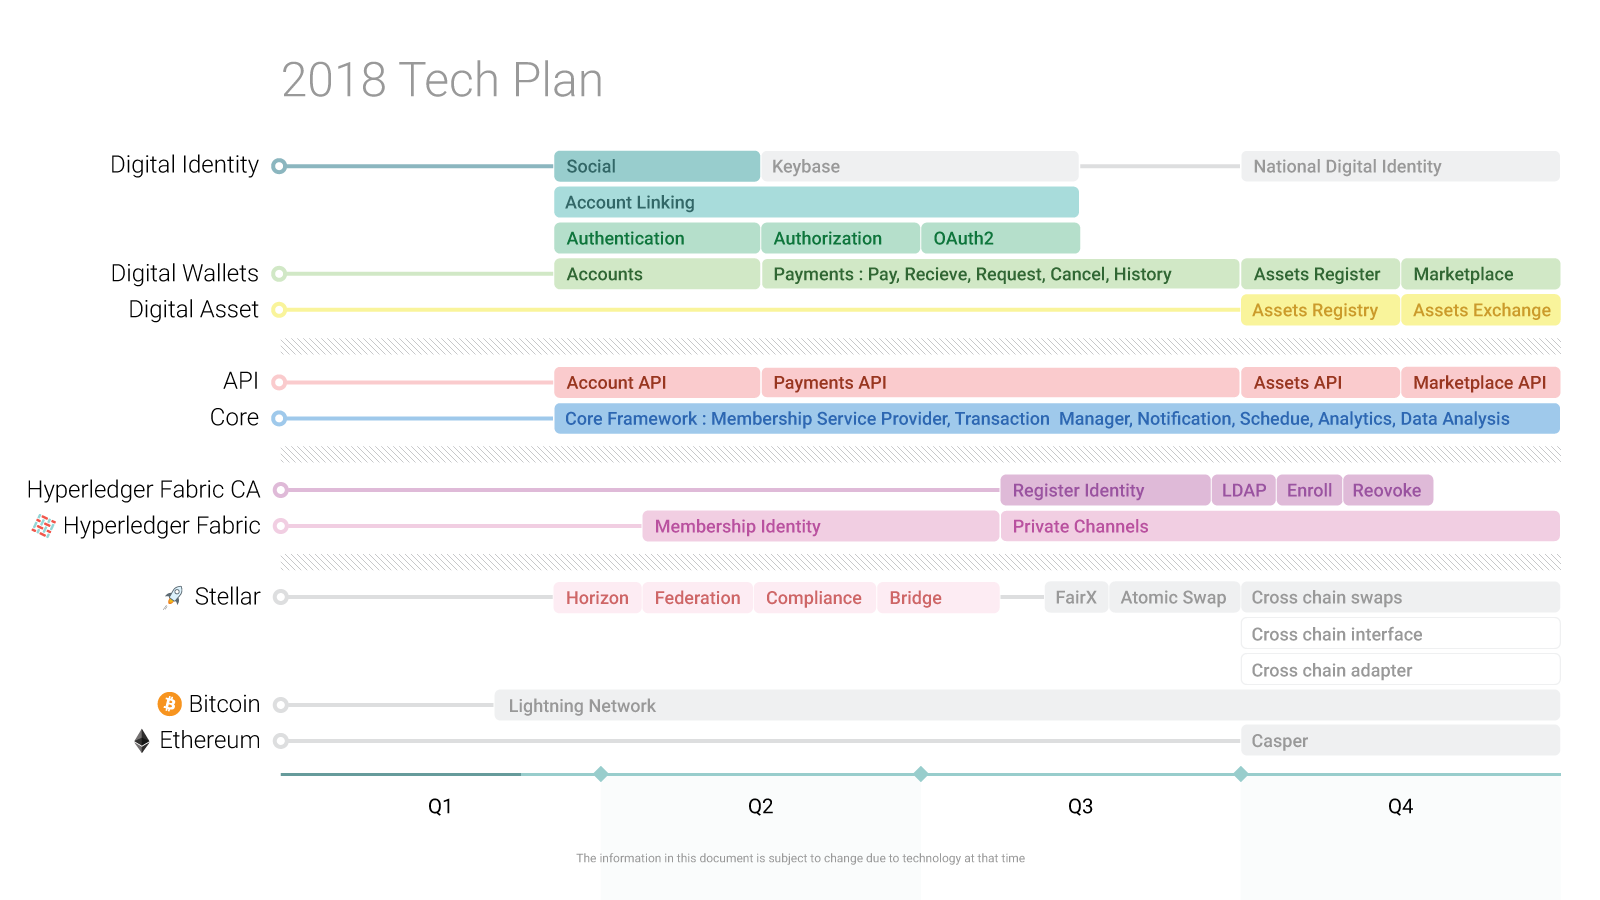 2018 Tech Plan
Digital Identity Social Keybase National Digital Identity
Account Linking
Authentication Authorization OAuth2
Digital Wallets Accounts Payments : Pay, Recieve, Request, Cancel, History Assets Register Marketplace
Digital Asset Assets Registry Assets Exchange
API Account API Payments API Assets API Marketplace API
Core Core Framework : Membership Service Provider, Transaction Manager, Notification, Schedue, Analytics, Data Analysis
Hyperledger Fabric CA Register Identity LDAP Enroll Reovoke
Hyperledger Fabric Membership Identity Private Channels
Stellar Horizon Federation Compliance Bridge FairX Atomic Swap Cross chain swaps
Cross chain interface
Cross chain adapter
Bitcoin Lightning Network
Ethereum Casper
Q1 Q2 Q3 Q4
The information in this document is subject to change due to technology at that time